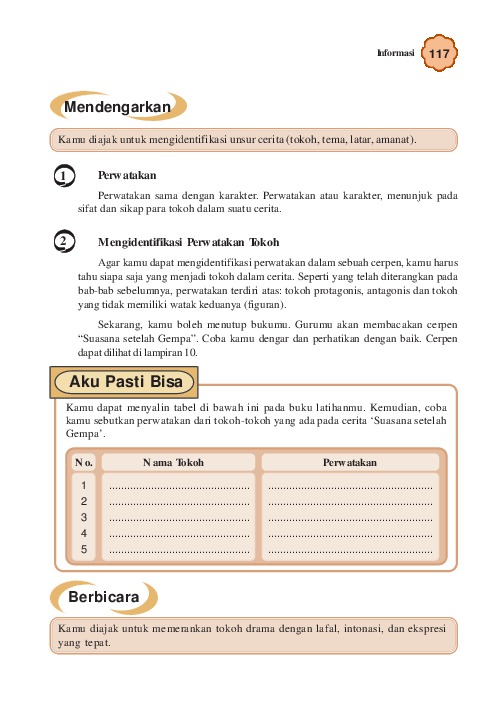 Informasi 117
Mendengarkan
Kamu diajak untuk mengidentifikasi unsur cerita (tokoh, tema, latar, amanat).
1 Perwatakan
Perwatakan sama dengan karakter. Perwatakan atau karakter, menunjuk pada
sifat dan sikap para tokoh dalam suatu cerita.
2 Mengidentifikasi Perwatakan Tokoh
Agar kamu dapat mengidentifikasi perwatakan dalam sebuah cerpen, kamu harus
tahu siapa saja yang menjadi tokoh dalam cerita. Seperti yang telah diterangkan pada
bab-bab sebelumnya, perwatakan terdiri atas: tokoh protagonis, antagonis dan tokoh
yang tidak memiliki watak keduanya (figuran).
Sekarang, kamu boleh menutup bukumu. Gurumu akan membacakan cerpen
“Suasana setelah Gempa”. Coba kamu dengar dan perhatikan dengan baik. Cerpen
dapat dilihat di lampiran 10.
Aku Pasti Bisa
Kamu dapat menyalin tabel di bawah ini pada buku latihanmu. Kemudian, coba
kamu sebutkan perwatakan dari tokoh-tokoh yang ada pada cerita ‘Suasana setelah
Gempa’.
No. Nama Tokoh Perwatakan
1 ................................................ ........................................................
2 ................................................ ........................................................
3 ................................................ ........................................................
4 ................................................ ........................................................
5 ................................................ ........................................................
Berbicara
Kamu diajak untuk memerankan tokoh drama dengan lafal, intonasi, dan ekspresi
yang tepat.